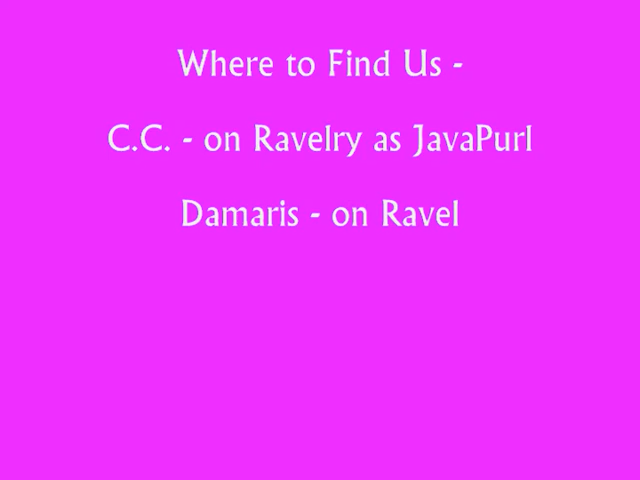 Where to Find Us -
C.C. - on Ravelry as JavaPurl
Damaris - on Ravel